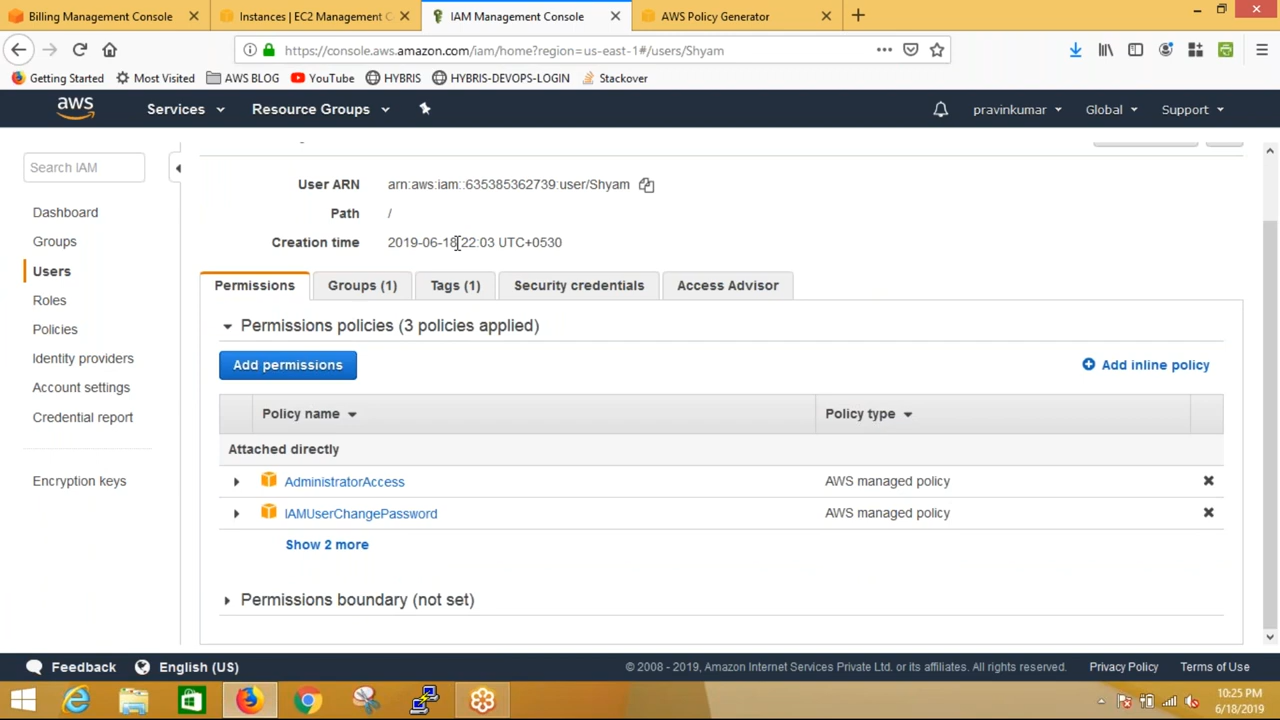 Billing Management Console
Instances | EC2 Management C
IAM Management Console
AWS Policy Generator
https://console.aws.amazon.com/iam/home?region=us-east-1#/users/Shyam
Getting Started
Most Visited
AWS BLOG
YouTube
HYBRIS
HYBRIS-DEVOPS-LOGIN
Stackover
aws
Services
Resource Groups
pravinkumar
Global
Support
Search IAM
Dashboard
Groups
Users
Roles
Policies
Identity providers
Account settings
Credential report
Encryption keys
User ARN arn:aws:iam::635385362739:user/Shyam
Path /
Creation time 2019-06-18 22:03 UTC+0530
Permissions
Groups (1)
Tags (1)
Security credentials
Access Advisor
Permissions policies (3 policies applied)
Add permissions
Add inline policy
Policy name
Policy type
Attached directly
AdministratorAccess AWS managed policy
IAMUserChangePassword AWS managed policy
Show 2 more
Permissions boundary (not set)
Feedback
English (US)
© 2008 - 2019, Amazon Internet Services Private Ltd. or its affiliates. All rights reserved.
Privacy Policy
Terms of Use
10:25 PM
6/18/2019